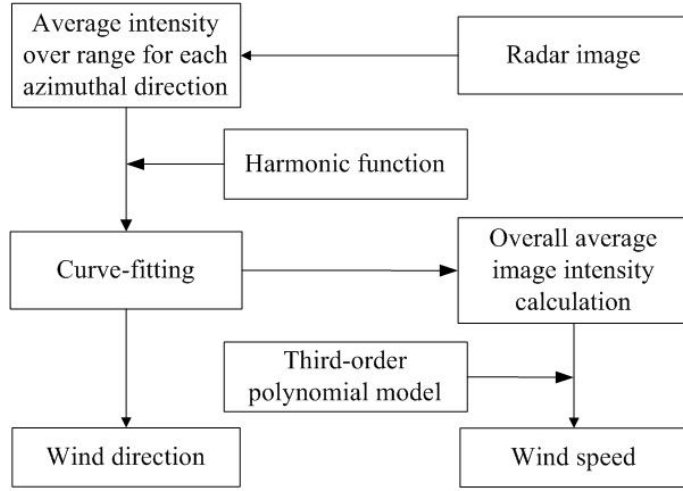 Average intensity
over range for each
azimuthal direction
Radar image
Harmonic function
Curve-fitting
Overall average
image intensity
calculation
Third-order
polynomial model
Wind direction
Wind speed